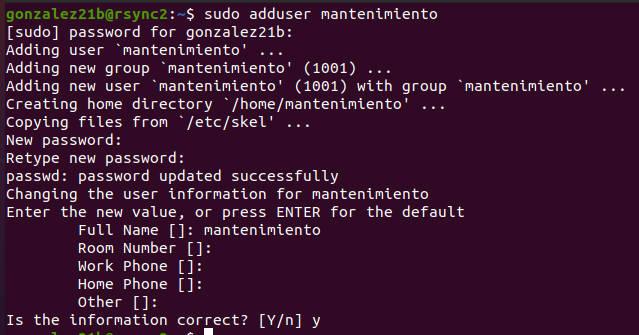 gonzalez21b@rsync2:~$ sudo adduser mantenimiento
[sudo] password for gonzalez21b:
Adding user `mantenimiento' ...
Adding new group `mantenimiento' (1001) ...
Adding new user `mantenimiento' (1001) with group `mantenimiento' ...
Creating home directory `/home/mantenimiento' ...
Copying files from `/etc/skel' ...
New password:
Retype new password:
passwd: password updated successfully
Changing the user information for mantenimiento
Enter the new value, or press ENTER for the default
        Full Name []: mantenimiento
        Room Number []:
        Work Phone []:
        Home Phone []:
        Other []:
Is the information correct? [Y/n] y
gonzalez21b@rsync2:~$